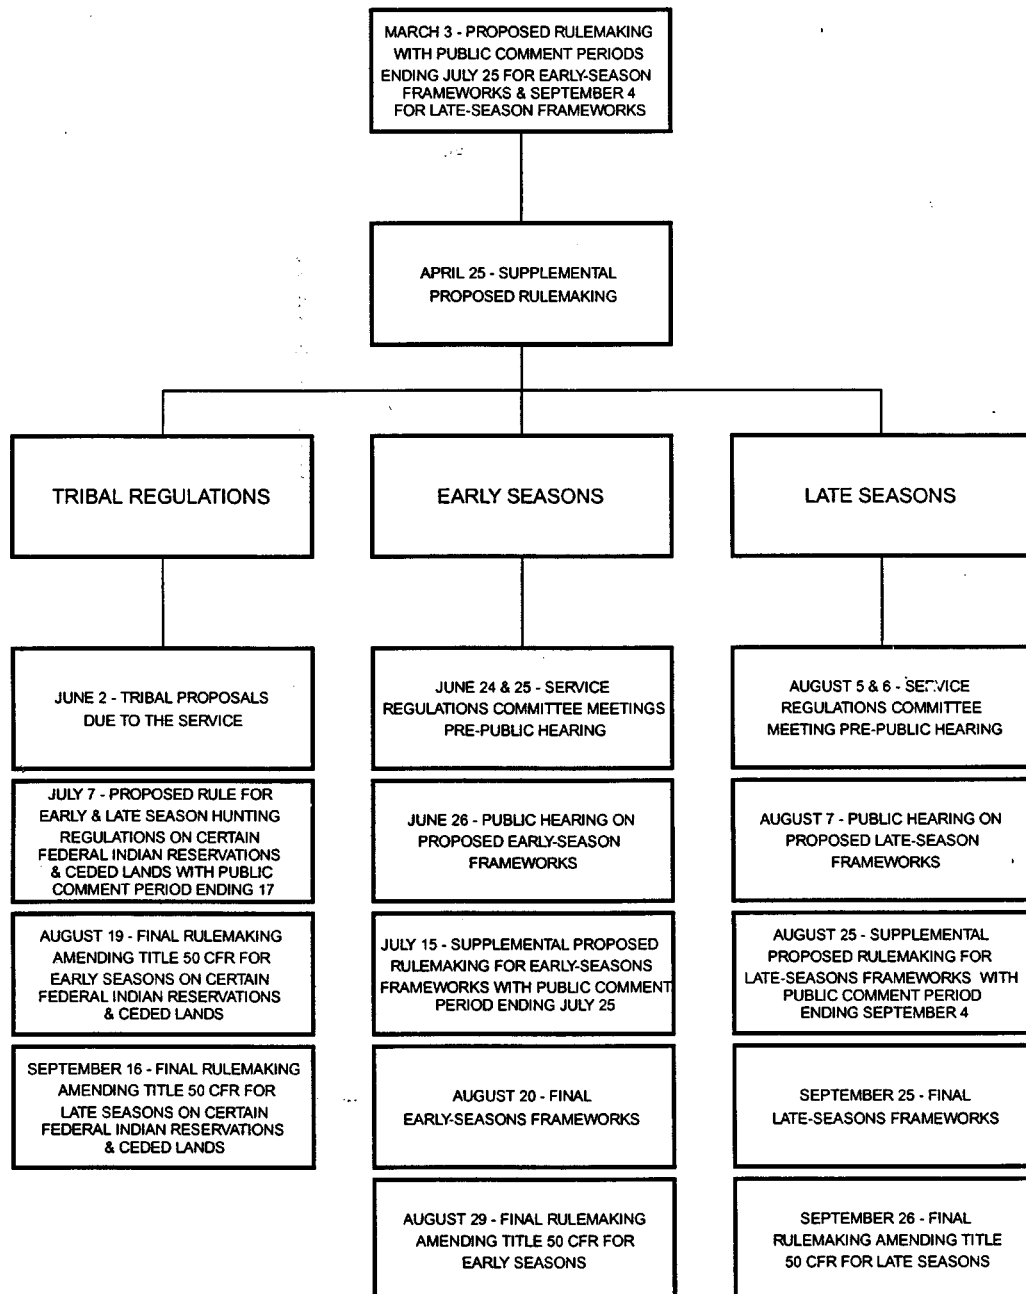 MARCH 3 - PROPOSED RULEMAKING
WITH PUBLIC COMMENT PERIODS
ENDING JULY 25 FOR EARLY-SEASON
FRAMEWORKS & SEPTEMBER 4
FOR LATE-SEASON FRAMEWORKS
APRIL 25 - SUPPLEMENTAL
PROPOSED RULEMAKING
TRIBAL REGULATIONS
EARLY SEASONS
LATE SEASONS
JUNE 2 - TRIBAL PROPOSALS
DUE TO THE SERVICE
JULY 7 - PROPOSED RULE FOR
EARLY & LATE SEASON HUNTING
REGULATIONS ON CERTAIN
FEDERAL INDIAN RESERVATIONS
& CEDED LANDS WITH PUBLIC
COMMENT PERIOD ENDING 17
AUGUST 19 - FINAL RULEMAKING
AMENDING TITLE 50 CFR FOR
EARLY SEASONS ON CERTAIN
FEDERAL INDIAN RESERVATIONS
& CEDED LANDS
SEPTEMBER 16 - FINAL RULEMAKING
AMENDING TITLE 50 CFR FOR
LATE SEASONS ON CERTAIN
FEDERAL INDIAN RESERVATIONS
& CEDED LANDS
JUNE 24 & 25 - SERVICE
REGULATIONS COMMITTEE MEETINGS
PRE-PUBLIC HEARING
JUNE 26 - PUBLIC HEARING ON
PROPOSED EARLY-SEASON
FRAMEWORKS
JULY 15 - SUPPLEMENTAL PROPOSED
RULEMAKING FOR EARLY-SEASONS
FRAMEWORKS WITH PUBLIC COMMENT
PERIOD ENDING JULY 25
AUGUST 20 - FINAL
EARLY-SEASONS FRAMEWORKS
AUGUST 29 - FINAL RULEMAKING
AMENDING TITLE 50 CFR FOR
EARLY SEASONS
AUGUST 5 & 6 - SERVICE
REGULATIONS COMMITTEE
MEETING PRE-PUBLIC HEARING
AUGUST 7 - PUBLIC HEARING ON
PROPOSED LATE-SEASON
FRAMEWORKS
AUGUST 25 - SUPPLEMENTAL
PROPOSED RULEMAKING FOR
LATE-SEASONS FRAMEWORKS WITH
PUBLIC COMMENT PERIOD
ENDING SEPTEMBER 4
SEPTEMBER 25 - FINAL
LATE-SEASONS FRAMEWORKS
SEPTEMBER 26 - FINAL
RULEMAKING AMENDING TITLE
50 CFR FOR LATE SEASONS